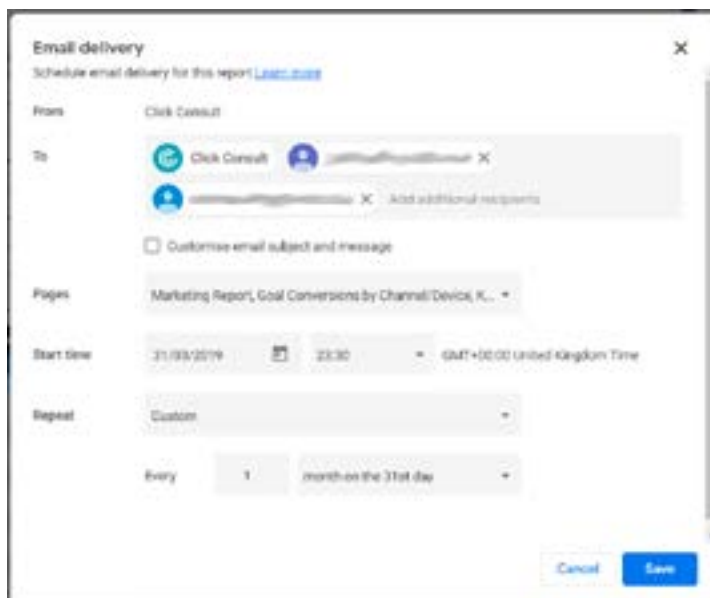 Email delivery
Schedule email delivery for this report Learn more
From Click Consult
To Click Consult
Add additional recipients
Customise email subject and message
Pages Marketing Report, Goal Conversions by Channel/Device, K...
Start time 31/03/2019 23:30 GMT+00:00 United Kingdom Time
Repeat Custom
Every 1 month on the 31st day
Cancel Save